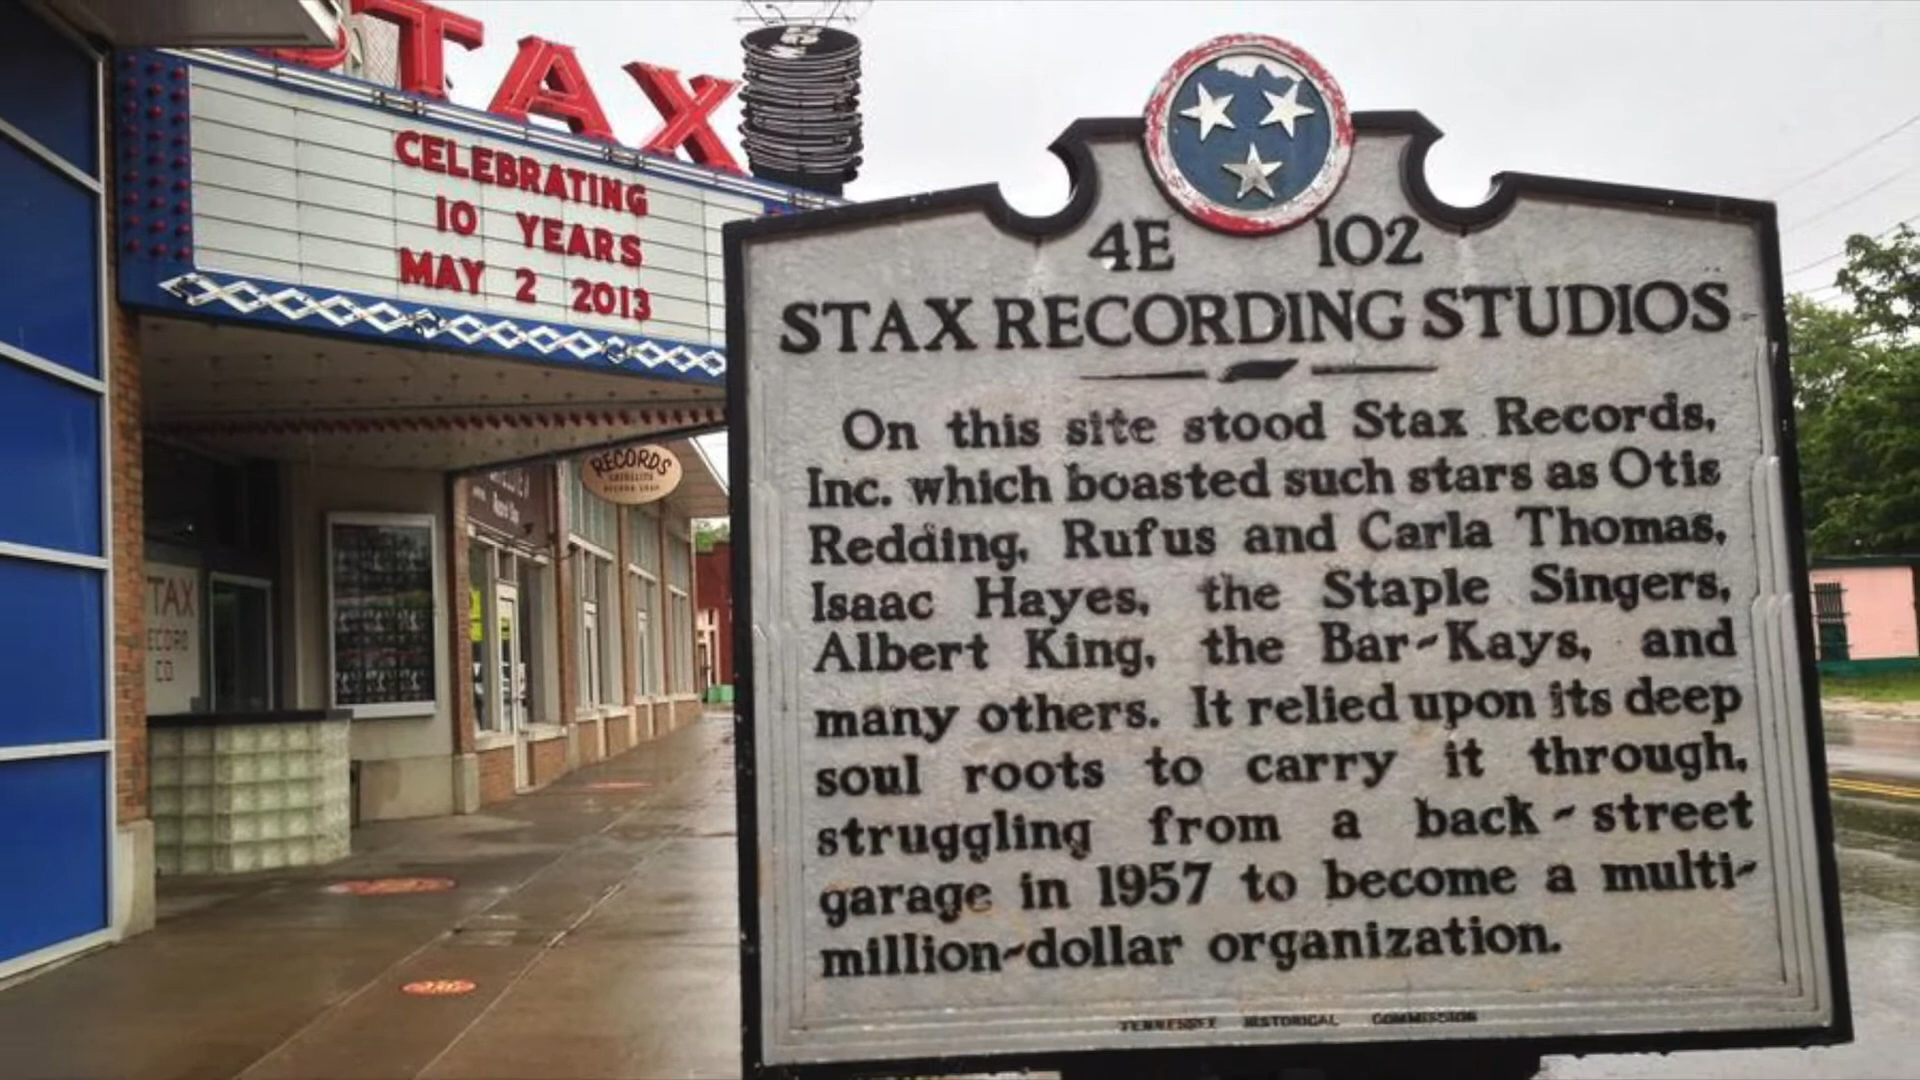 STAX
CELEBRATING
10 YEARS
MAY 2 2013
RECORDS
TAX
ECORD
CO
4E 102
STAX RECORDING STUDIOS
On this site stood Stax Records,
Inc. which boasted such stars as Otis
Redding, Rufus and Carla Thomas,
Isaac Hayes, the Staple Singers,
Albert King, the Bar-Kays, and
many others. It relied upon its deep
soul roots to carry it through,
struggling from a back-street
garage in 1957 to become a multi-
million-dollar organization.
TENNESSEE HISTORICAL COMMISSION